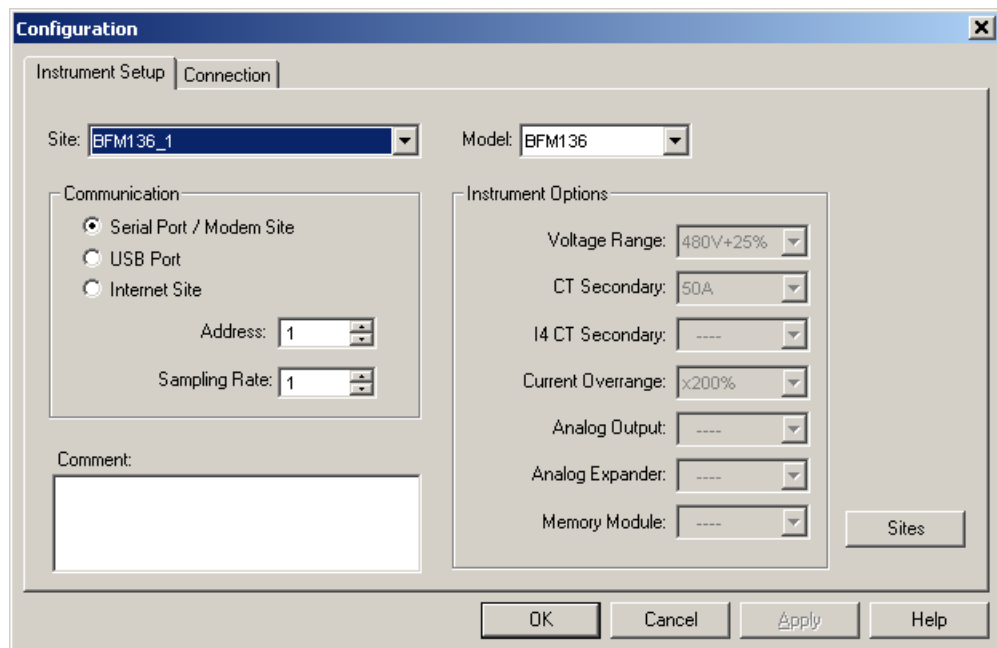 Configuration
Instrument Setup
Connection
Site: BFM136_1
Model: BFM136
Communication
Serial Port / Modem Site
USB Port
Internet Site
Address: 1
Sampling Rate: 1
Comment:
Instrument Options
Voltage Range: 480V+25%
CT Secondary: 50A
I4 CT Secondary: ----
Current Overrange: x200%
Analog Output: ----
Analog Expander: ----
Memory Module: ----
Sites
OK
Cancel
Apply
Help